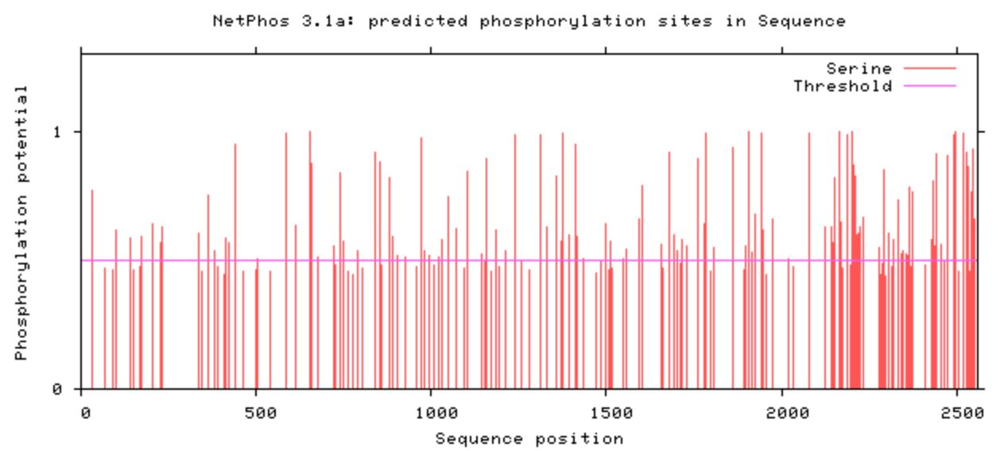 NetPhos 3.1a: predicted phosphorylation sites in Sequence
Serine
Threshold
Phosphorylation potential
1
0
0 500 1000 1500 2000 2500
Sequence position